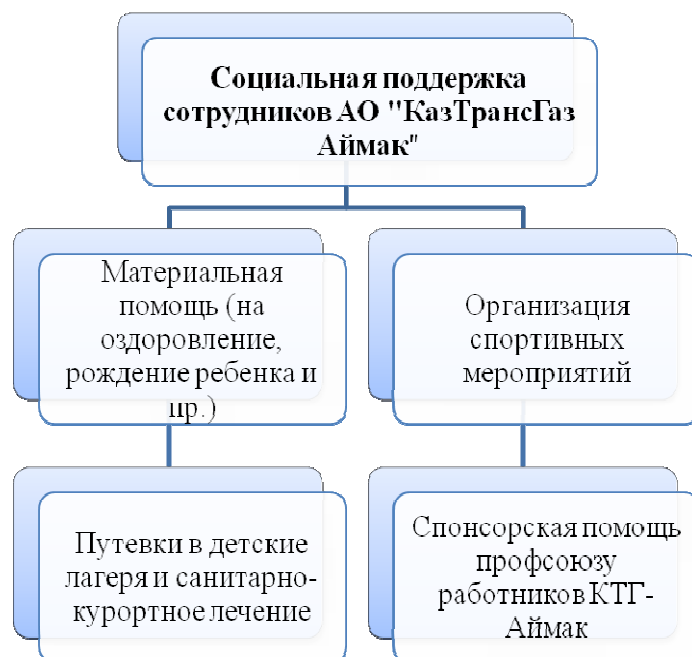 Социальная поддержка
сотрудников АО "КазТрансГаз
Аймак"
Материальная
помощь (на
оздоровление,
рождение ребенка и
пр.)
Организация
спортивных
мероприятий
Путевки в детские
лагеря и санитарно-
курортное лечение
Спонсорская помощь
профсоюзу
работников КТГ-
Аймак